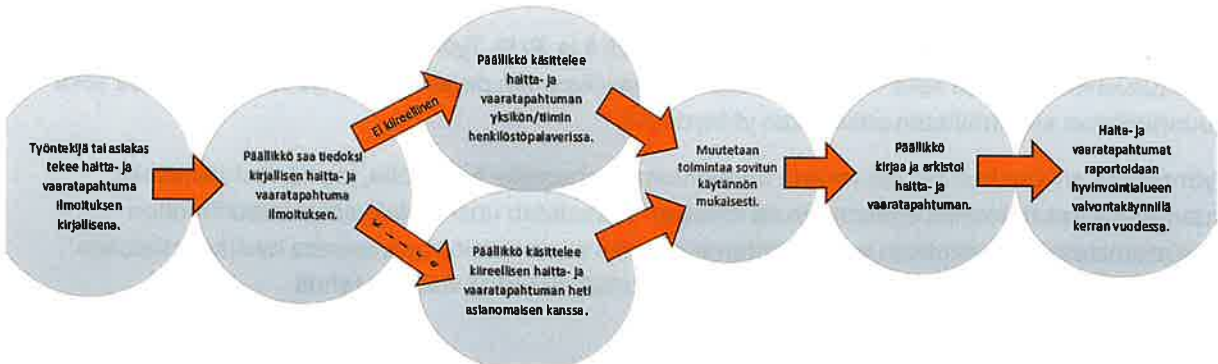 Työntekijä tai asiakas
tekee haitta- ja
vaaratapahtuma
ilmoituksen
kirjallisena.
Päällikkö saa tiedoksi
kirjallisen haitta- ja
vaaratapahtuma
ilmoituksen.
Ei kiireellinen
Päällikkö käsittelee
haitta- ja
vaaratapahtuman
yksikön/tiimin
henkilöstöpalaverissa.
Päällikkö käsittelee
kiireellisen haitta- ja
vaaratapahtuman heti
asianomaisen kanssa.
Muutetaan
toimintaa sovitun
käytännön
mukaisesti.
Päällikkö
kirjaa ja arkistoi
haitta- ja
vaaratapahtuman.
Haita- ja
vaaratapahtumat
raportoidaan
hyvinvointialueen
valvontakäynnillä
kerran vuodessa.